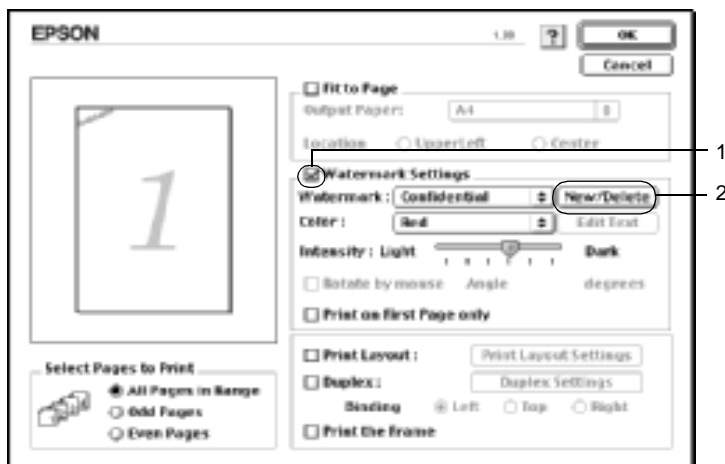 EPSON 1.30 ? OK
Cancel
Fit to Page
Output Paper: A4
Location UpperLeft Center
1
Watermark Settings
Watermark: Confidential New/Delete 2
Color: Red Edit Text
Intensity: Light Dark
Rotate by mouse Angle degrees
Print on First Page only
1
Select Pages to Print
All Pages in Range
Odd Pages
Even Pages
Print Layout: Print Layout Settings
Duplex: Duplex Settings
Binding Left Top Right
Print the Frame